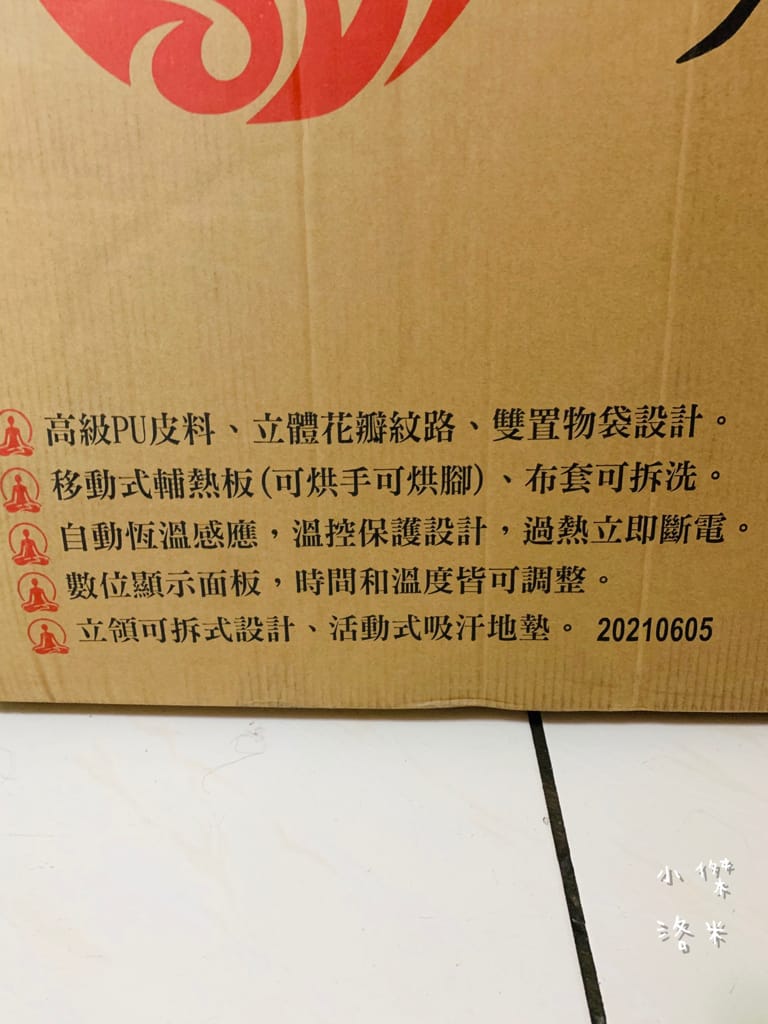 高級PU皮料、立體花瓣紋路、雙置物袋設計。
移動式輔熱板(可烘手可烘腳)、布套可拆洗。
自動恆溫感應，溫控保護設計，過熱立即斷電。
數位顯示面板，時間和溫度皆可調整。
立領可拆式設計、活動式吸汗地墊。 20210605
小傑
洛米